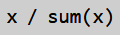 x / sum(x)